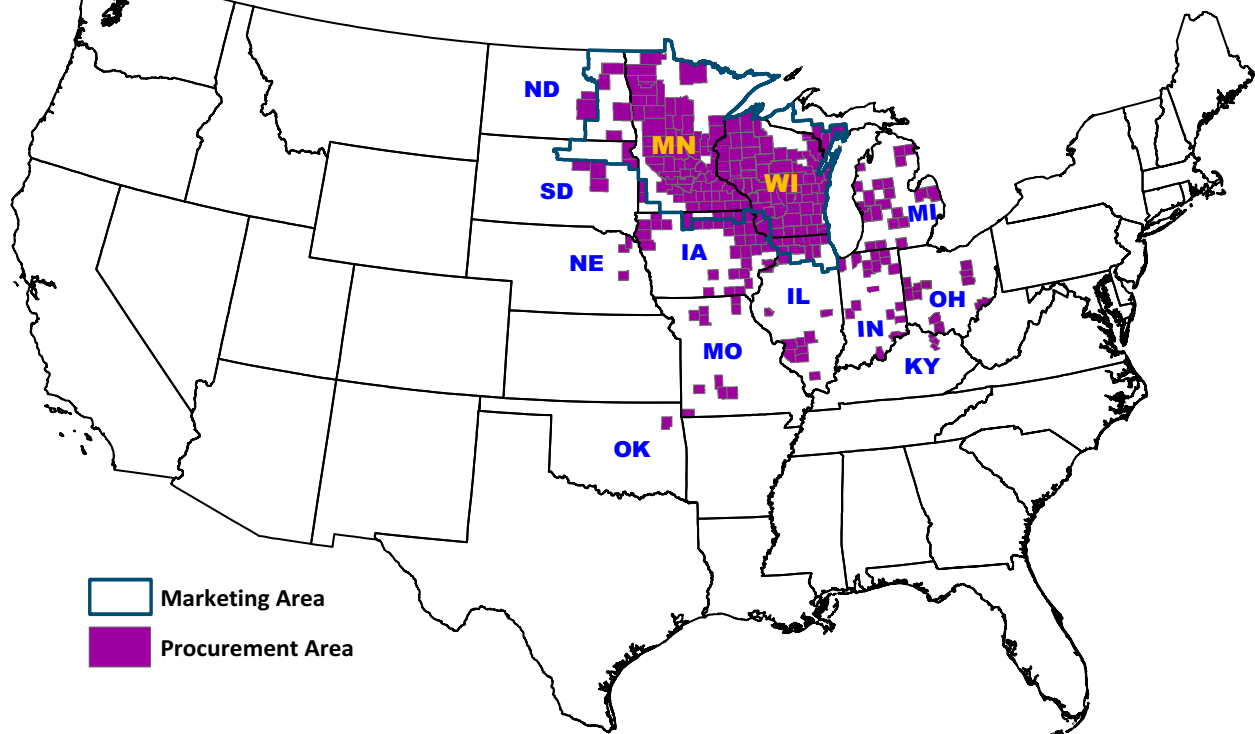 ND
MN
WI
SD
MI
IA
NE
IL
OH
IN
MO
KY
OK
Marketing Area
Procurement Area